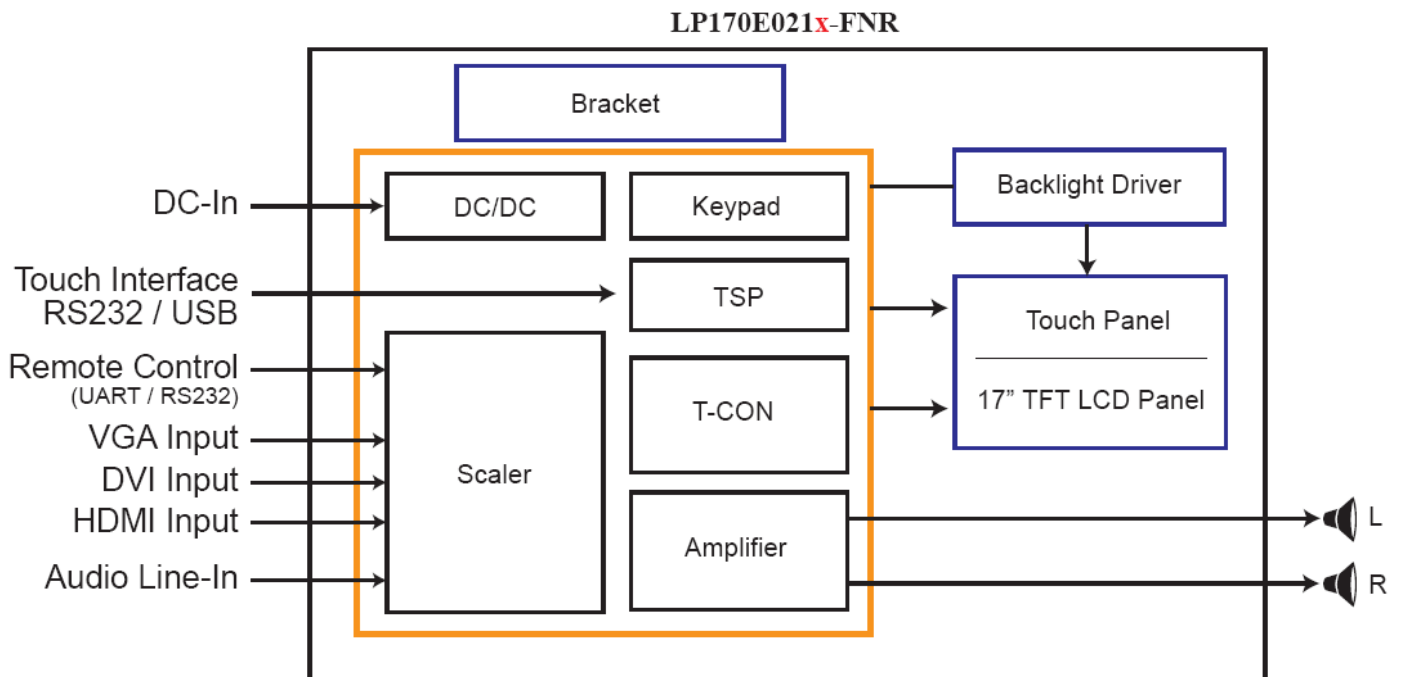 LP170E021x-FNR
Bracket
DC-In
DC/DC
Keypad
Backlight Driver
Touch Interface
RS232 / USB
TSP
Touch Panel
17” TFT LCD Panel
Remote Control
(UART / RS232)
VGA Input
DVI Input
HDMI Input
Audio Line-In
Scaler
T-CON
Amplifier
L
R